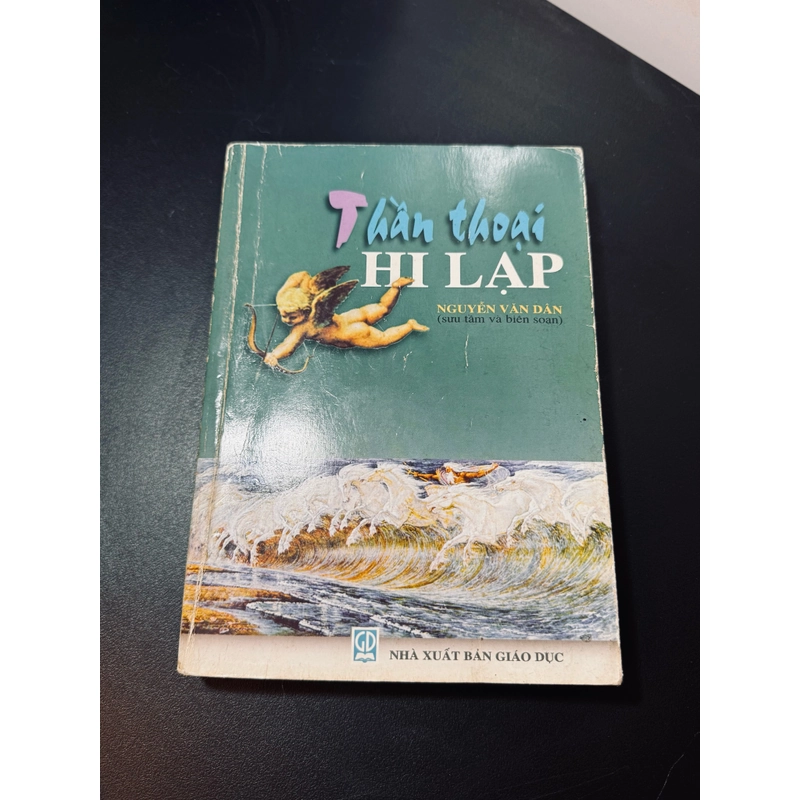 Thần thoại
HI LẠP
NGUYỄN VĂN DÂN
(sưu tầm và biên soạn)
GD
NHÀ XUẤT BẢN GIÁO DỤC